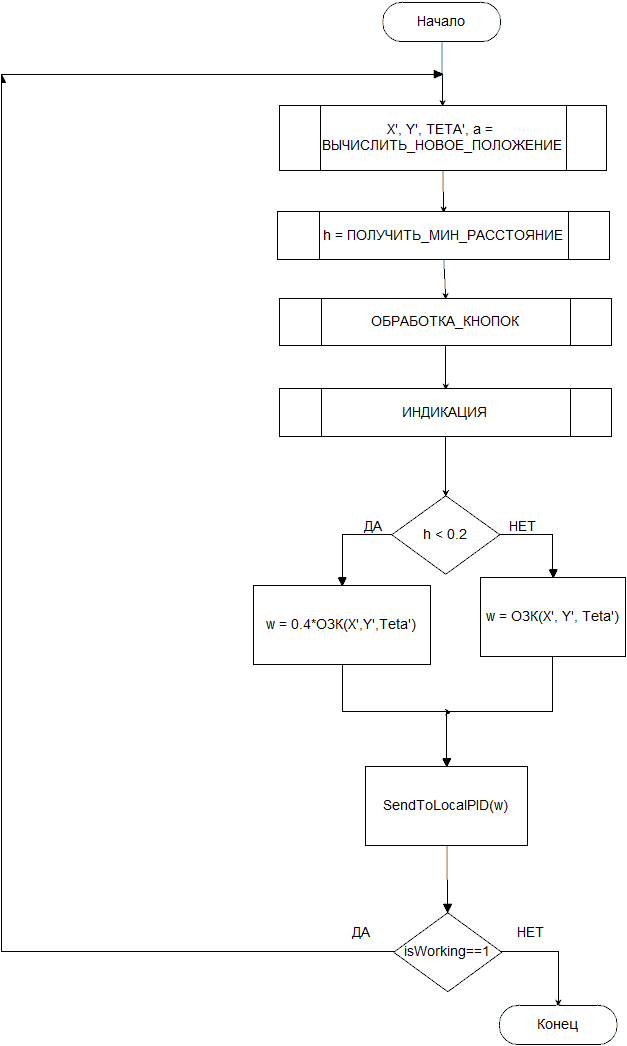 Начало
X', Y', TETA', a =
ВЫЧИСЛИТЬ_НОВОЕ_ПОЛОЖЕНИЕ
h = ПОЛУЧИТЬ_МИН_РАССТОЯНИЕ
ОБРАБОТКА_КНОПОК
ИНДИКАЦИЯ
ДА
h < 0.2
НЕТ
w = 0.4*ОЗК(X',Y',Teta')
w = ОЗК(X', Y', Teta')
SendToLocalPID(w)
ДА
isWorking==1
НЕТ
Конец